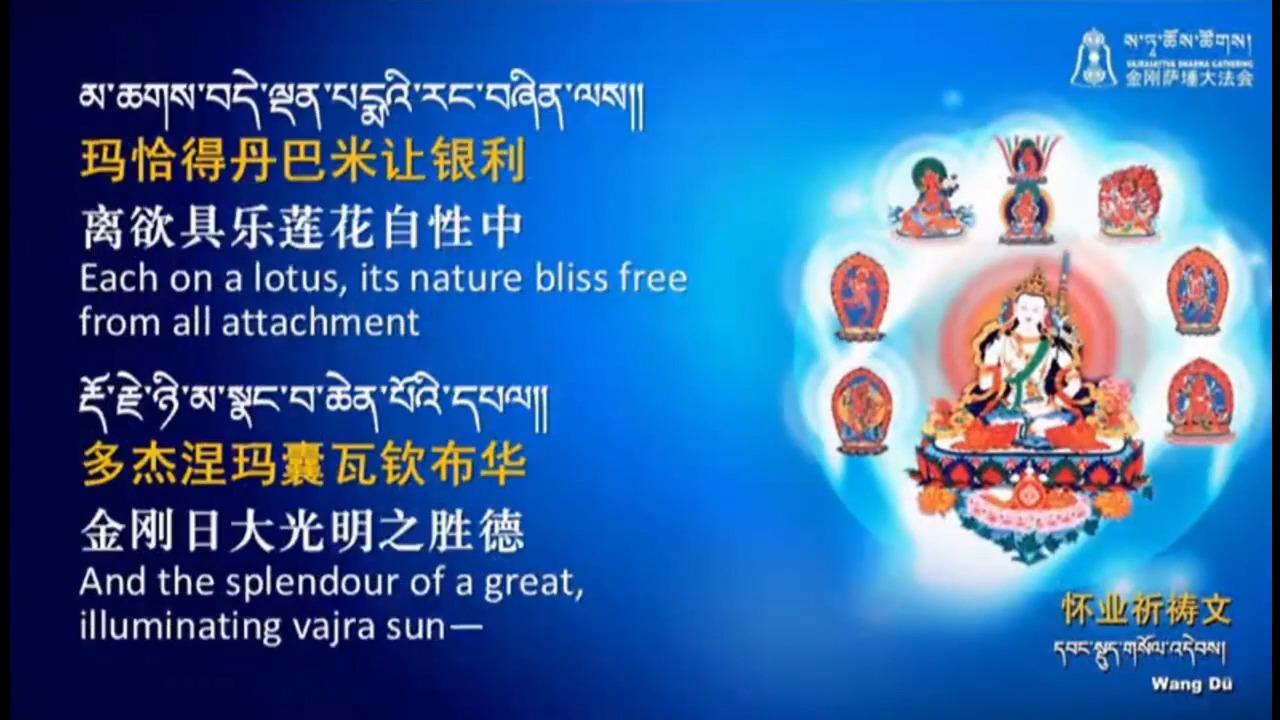 མ་ཆགས་བདེ་ལྡན་པདྨའི་རང་བཞིན་ལས།།
玛恰得丹巴米让银利
离欲具乐莲花自性中
Each on a lotus, its nature bliss free
from all attachment
རྡོ་རྗེ་ཉི་མ་སྣང་བ་ཆེན་པོའི་དཔལ།།
多杰涅玛囊瓦钦布华
金刚日大光明之胜德
And the splendour of a great,
illuminating vajra sun—
ས་ཏྭ་ཆོས་ཚོགས།
VAJRASATTVA DHARMA GATHERING
金刚萨埵大法会
怀业祈祷文
དབང་སྡུད་གསོལ་འདེབས།
Wang Dü